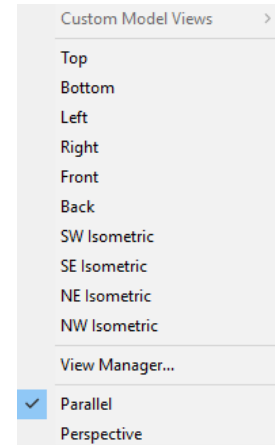 Custom Model Views
Top
Bottom
Left
Right
Front
Back
SW Isometric
SE Isometric
NE Isometric
NW Isometric
View Manager...
Parallel
Perspective